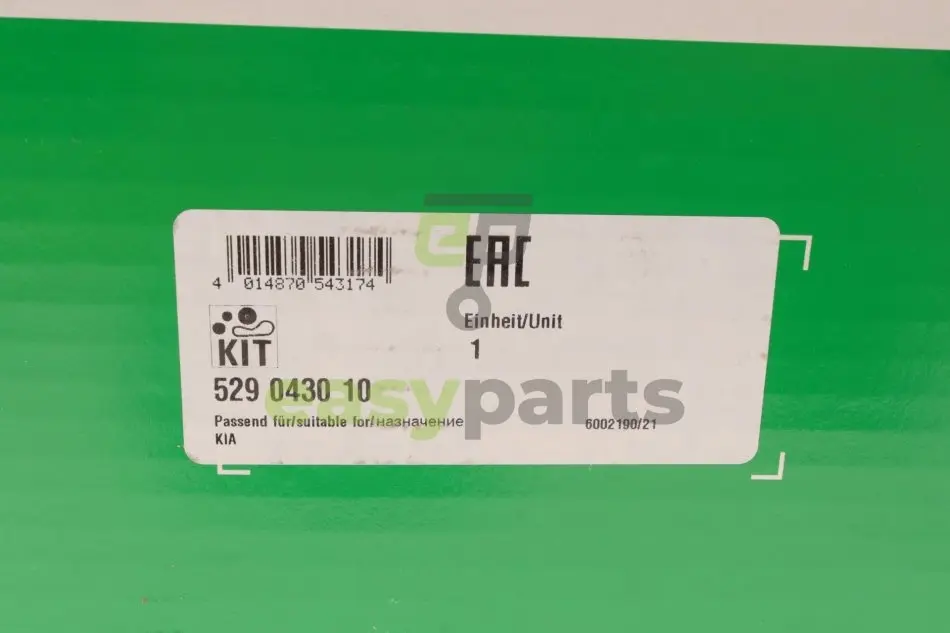 4 014870 543174
EAC
KIT
Einheit/Unit
1
529 0430 10
easyparts
Passend für/suitable for/назначение
KIA
6002190/21